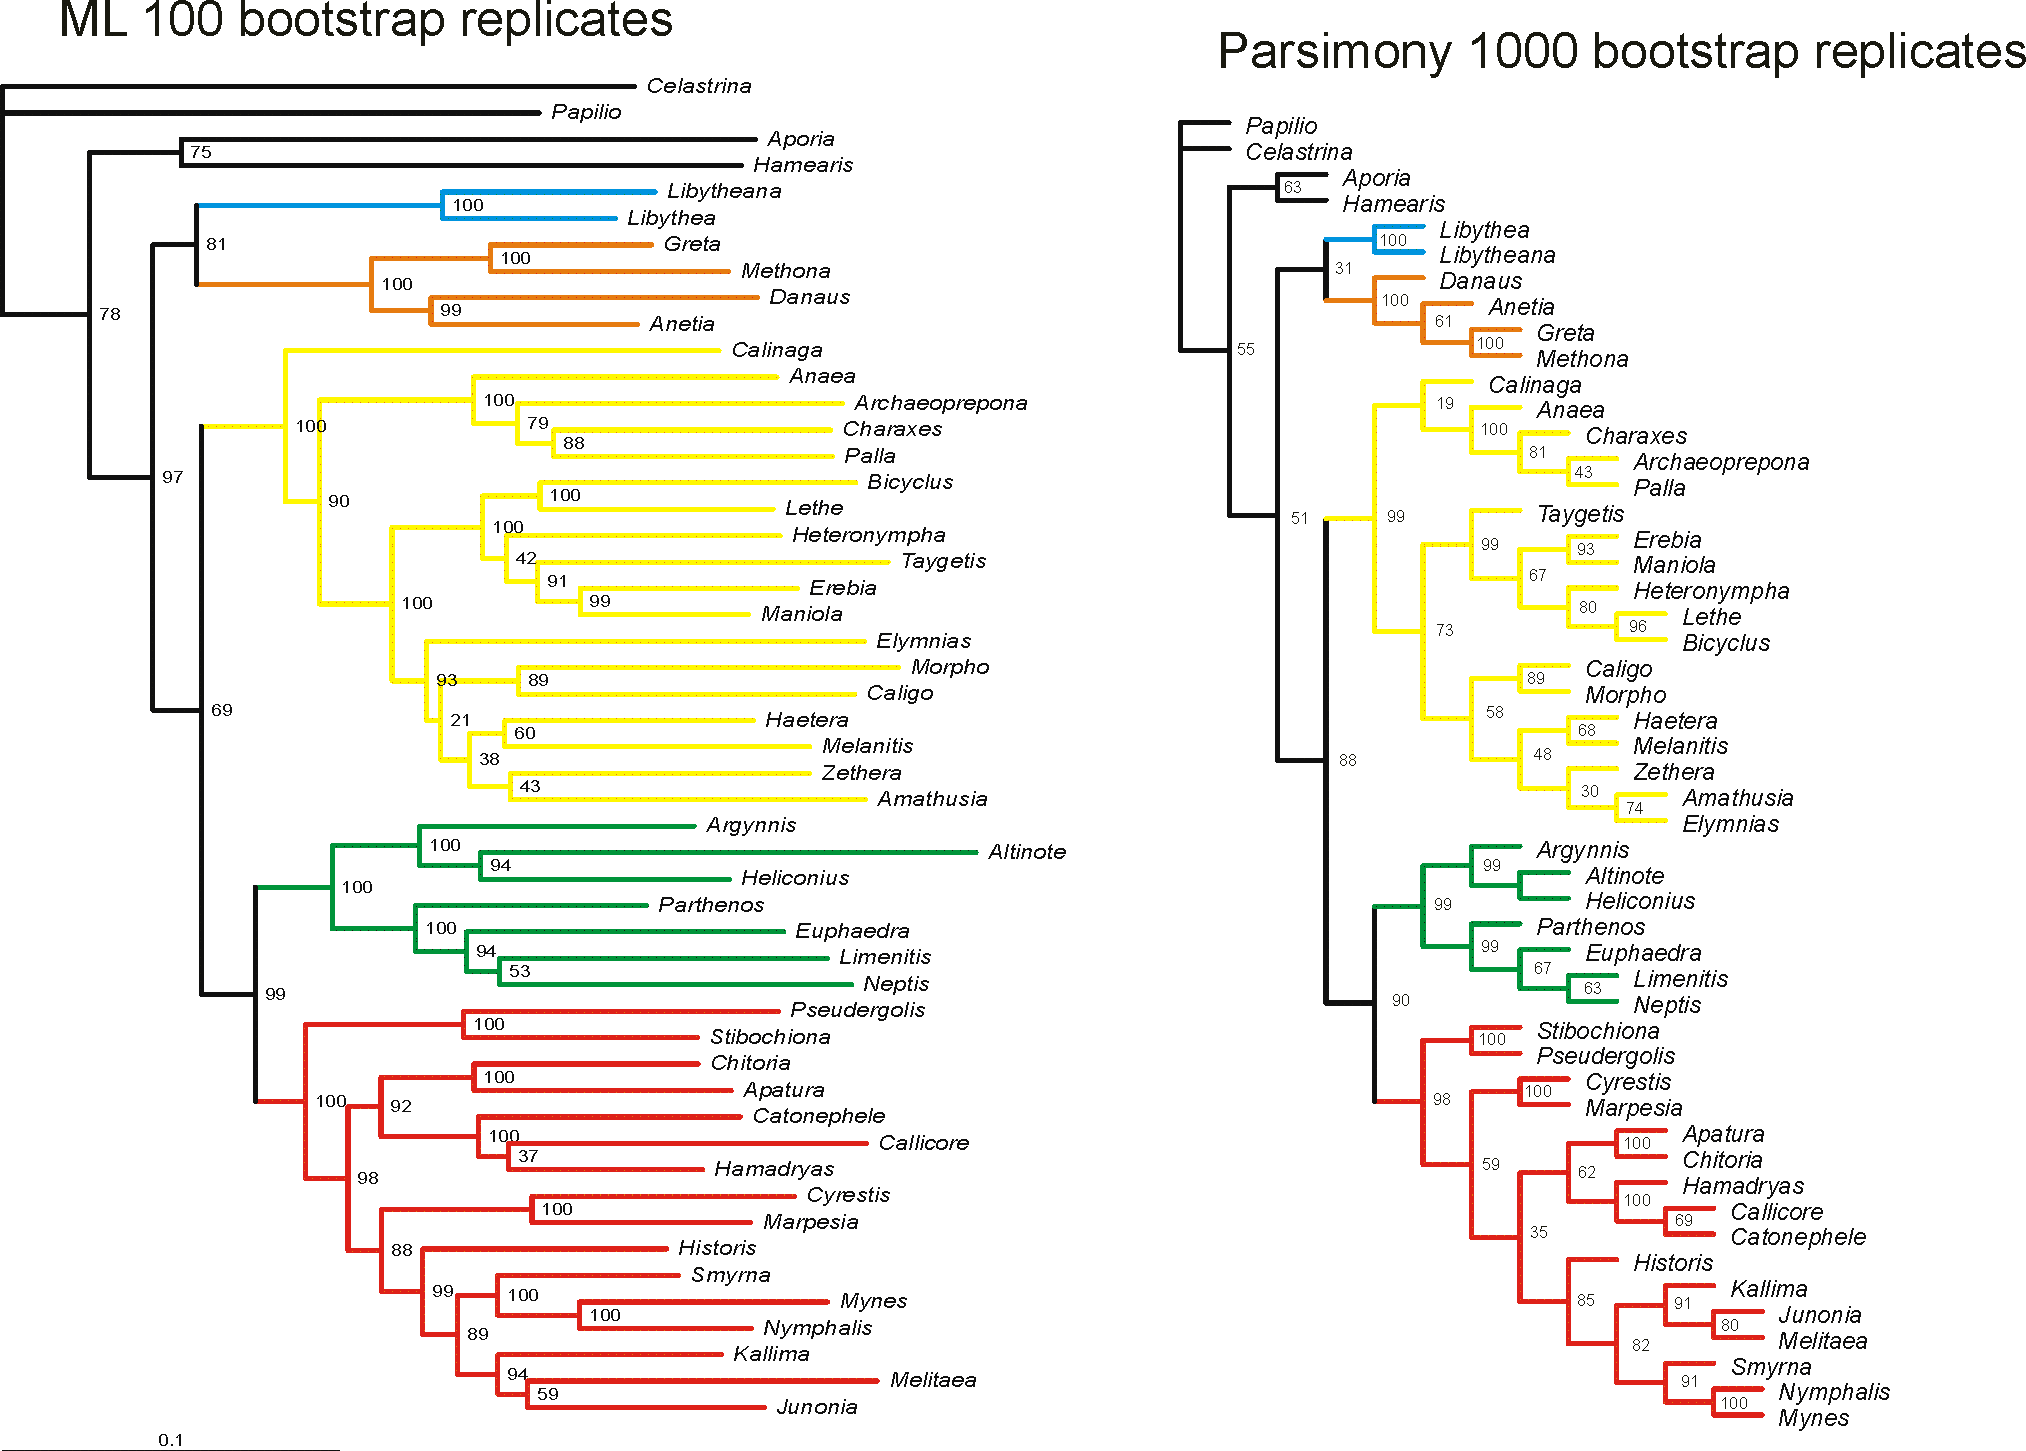 ML 100 bootstrap replicates
Celastrina
Papilio
Aporia
75
Hamearis
Libytheana
100
Libythea
81
Greta
100
Methona
100
Danaus
99
Anetia
78
Calinaga
Anaea
100
Archaeoprepona
79
Charaxes
88
Palla
100
97
Bicyclus
100
90
Lethe
100
Heteronympha
42
Taygetis
91
Erebia
99
Maniola
100
Elymnias
Morpho
93
89
Caligo
69
21
Haetera
60
Melanitis
38
Zethera
43
Amathusia
Argynnis
100
Altinote
94
Heliconius
100
Parthenos
100
Euphaedra
94
Limenitis
53
Neptis
99
Pseudergolis
100
Stibochiona
Chitoria
100
Apatura
100
92
Catonephele
100
Callicore
37
Hamadryas
98
Cyrestis
100
Marpesia
88
Historis
Smyrna
99
100
Mynes
100
Nymphalis
89
Kallima
94
Melitaea
59
Junonia
0.1
Parsimony 1000 bootstrap replicates
Papilio
Celastrina
Aporia
63
Hamearis
Libythea
100
Libytheana
31
Danaus
100
Anetia
61
Greta
100
Methona
55
Calinaga
19
Anaea
100
Charaxes
81
Archaeoprepona
43
Palla
51
99
Taygetis
99
Erebia
93
Maniola
67
Heteronympha
80
Lethe
96
Bicyclus
73
Caligo
89
Morpho
58
Haetera
68
Melanitis
88
48
Zethera
30
Amathusia
74
Elymnias
Argynnis
99
Altinote
Heliconius
99
Parthenos
99
Euphaedra
67
Limenitis
63
Neptis
90
Stibochiona
100
Pseudergolis
Cyrestis
100
Marpesia
98
Apatura
100
Chitoria
59
62
Hamadryas
100
Callicore
69
Catonephele
35
Historis
85
Kallima
91
Junonia
80
Melitaea
82
Smyrna
91
Nymphalis
100
Mynes